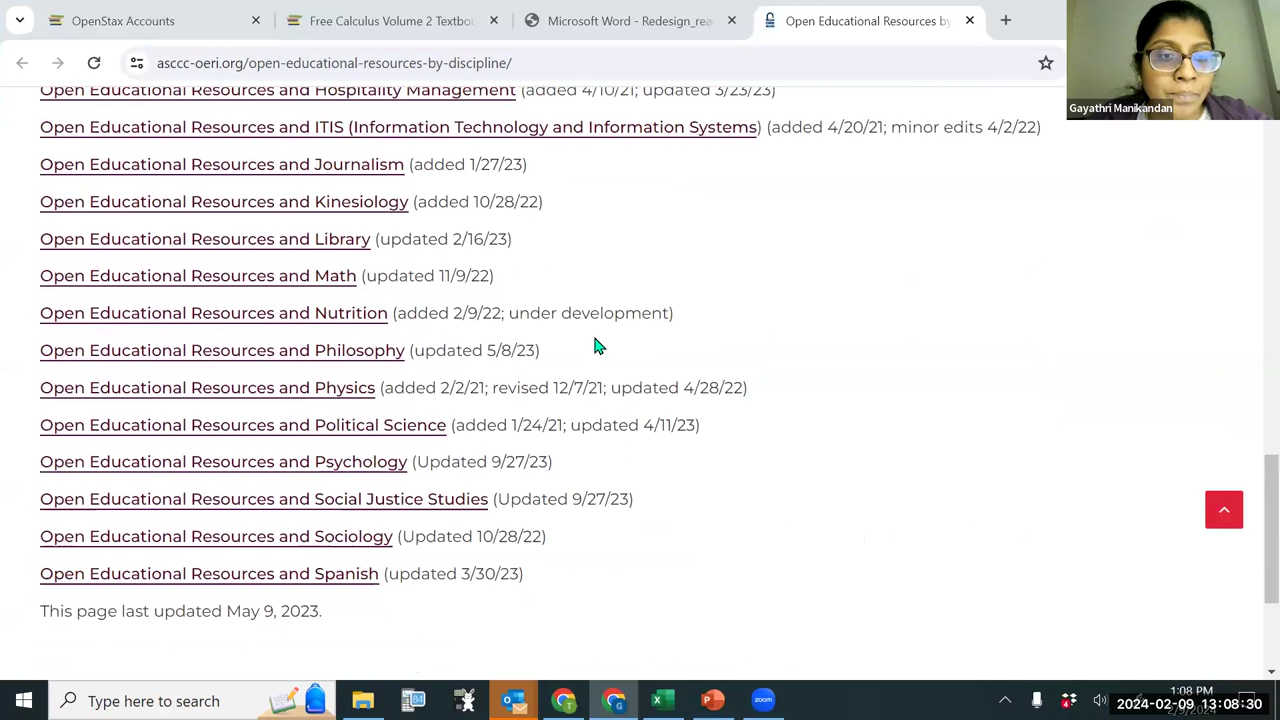 OpenStax Accounts
Free Calculus Volume 2 Textbo
Microsoft Word - Redesign_rea
Open Educational Resources by
asccc-oeri.org/open-educational-resources-by-discipline/
Gayathri Manikandan
Open Educational Resources and Hospitality Management (added 4/10/21; updated 3/23/23)
Open Educational Resources and ITIS (Information Technology and Information Systems) (added 4/20/21; minor edits 4/2/22)
Open Educational Resources and Journalism (added 1/27/23)
Open Educational Resources and Kinesiology (added 10/28/22)
Open Educational Resources and Library (updated 2/16/23)
Open Educational Resources and Math (updated 11/9/22)
Open Educational Resources and Nutrition (added 2/9/22; under development)
Open Educational Resources and Philosophy (updated 5/8/23)
Open Educational Resources and Physics (added 2/2/21; revised 12/7/21; updated 4/28/22)
Open Educational Resources and Political Science (added 1/24/21; updated 4/11/23)
Open Educational Resources and Psychology (Updated 9/27/23)
Open Educational Resources and Social Justice Studies (Updated 9/27/23)
Open Educational Resources and Sociology (Updated 10/28/22)
Open Educational Resources and Spanish (updated 3/30/23)
This page last updated May 9, 2023.
Type here to search
zoom
1:08 PM
2024-02-09 13:08:30